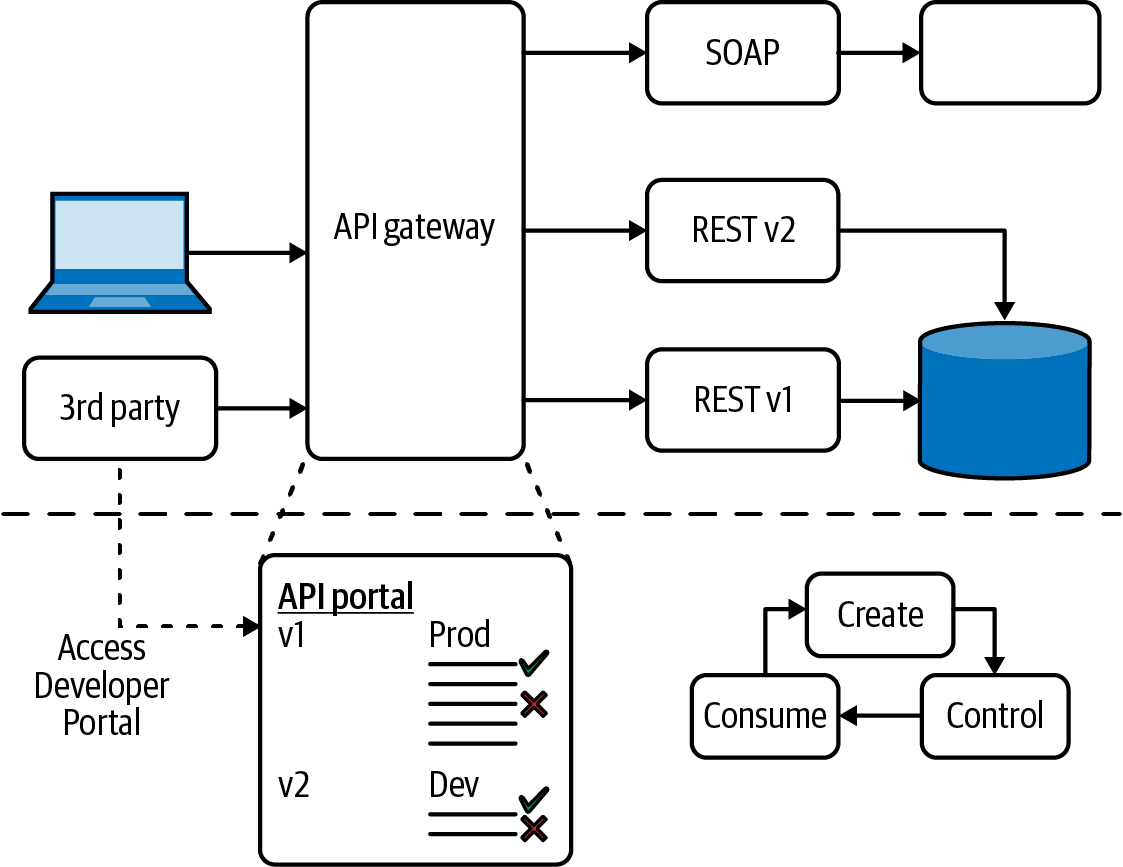 SOAP
API gateway
REST v2
3rd party
REST v1
API portal
v1
Prod
Access
Developer
Portal
v2
Dev
Create
Consume
Control